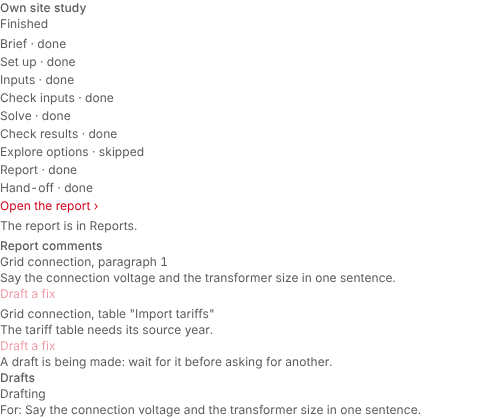 Own site study
Finished
Brief · done
Set up · done
Inputs · done
Check inputs · done
Solve · done
Check results · done
Explore options · skipped
Report · done
Hand-off · done
Open the report ›
The report is in Reports.
Report comments
Grid connection, paragraph 1
Say the connection voltage and the transformer size in one sentence.
Draft a fix
Grid connection, table "Import tariffs"
The tariff table needs its source year.
Draft a fix
A draft is being made: wait for it before asking for another.
Drafts
Drafting
For: Say the connection voltage and the transformer size in one sentence.